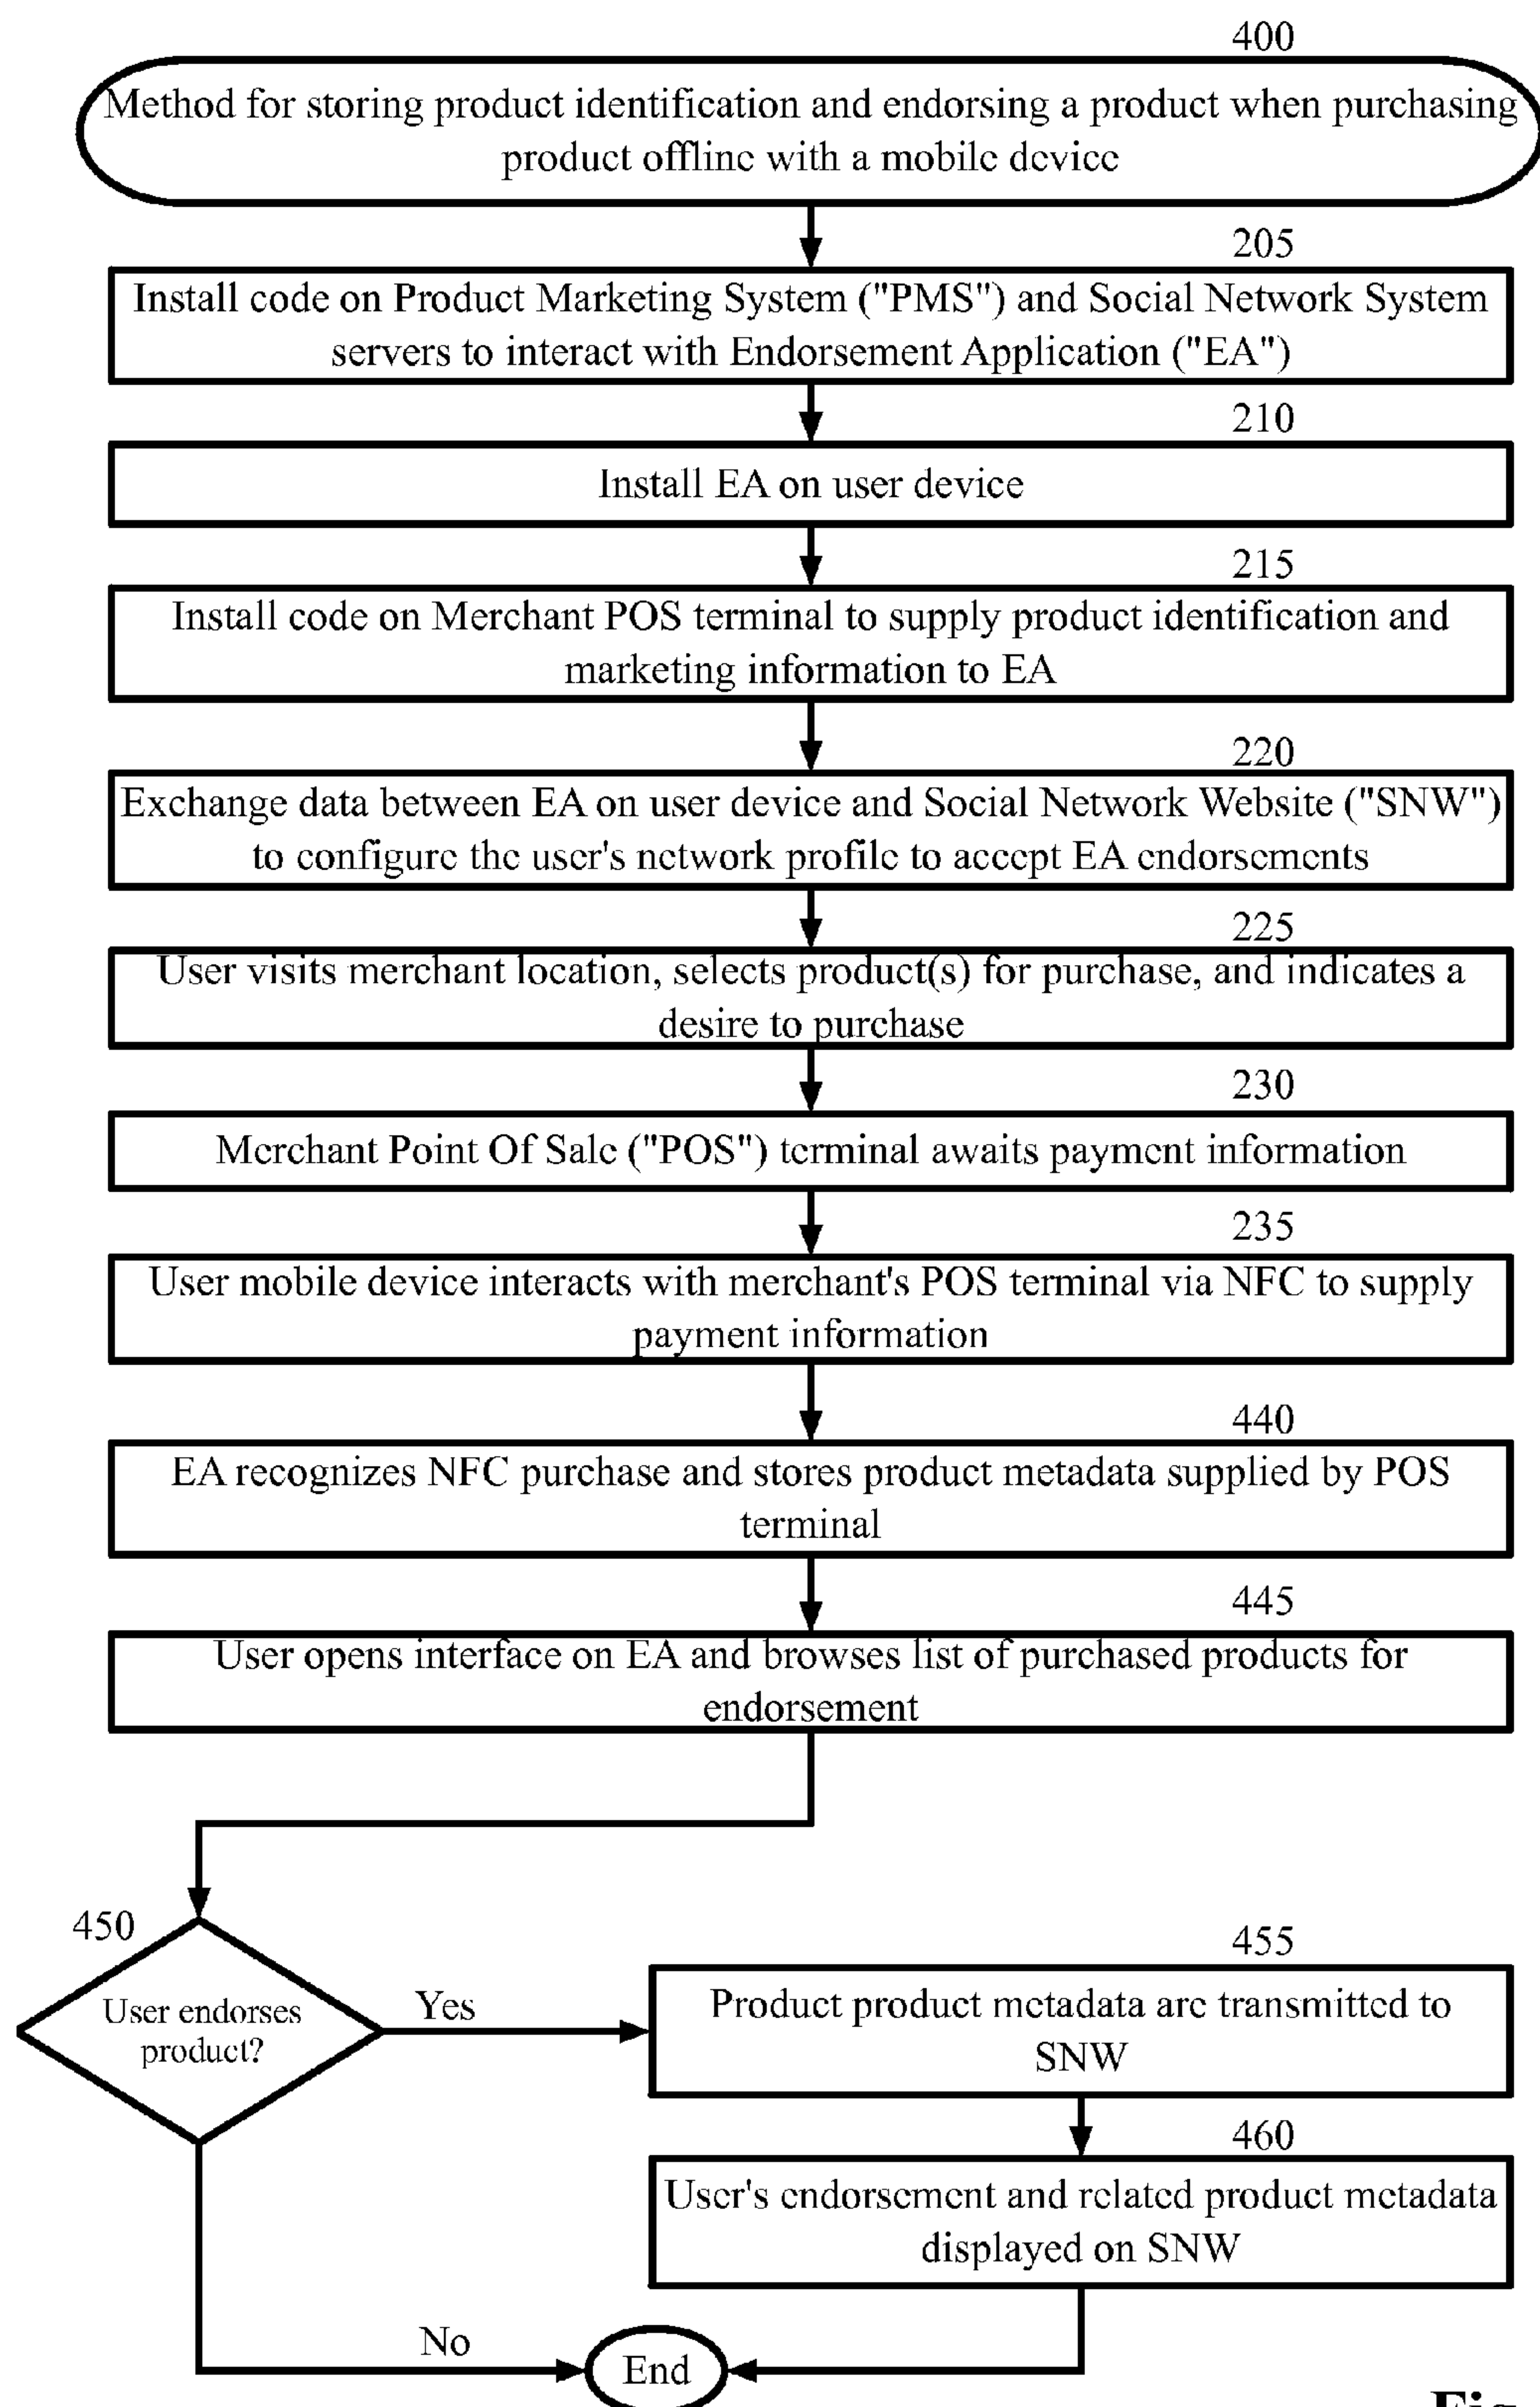 400
Method for storing product identification and endorsing a product when purchasing
product offline with a mobile device
205
Install code on Product Marketing System ("PMS") and Social Network System
servers to interact with Endorsement Application ("EA")
210
Install EA on user device
215
Install code on Merchant POS terminal to supply product identification and
marketing information to EA
220
Exchange data between EA on user device and Social Network Website ("SNW")
to configure the user's network profile to accept EA endorsements
225
User visits merchant location, selects product(s) for purchase, and indicates a
desire to purchase
230
Merchant Point Of Sale ("POS") terminal awaits payment information
235
User mobile device interacts with merchant's POS terminal via NFC to supply
payment information
440
EA recognizes NFC purchase and stores product metadata supplied by POS
terminal
445
User opens interface on EA and browses list of purchased products for
endorsement
450
User endorses
product?
Yes
455
Product product metadata are transmitted to
SNW
460
User's endorsement and related product metadata
displayed on SNW
No
End